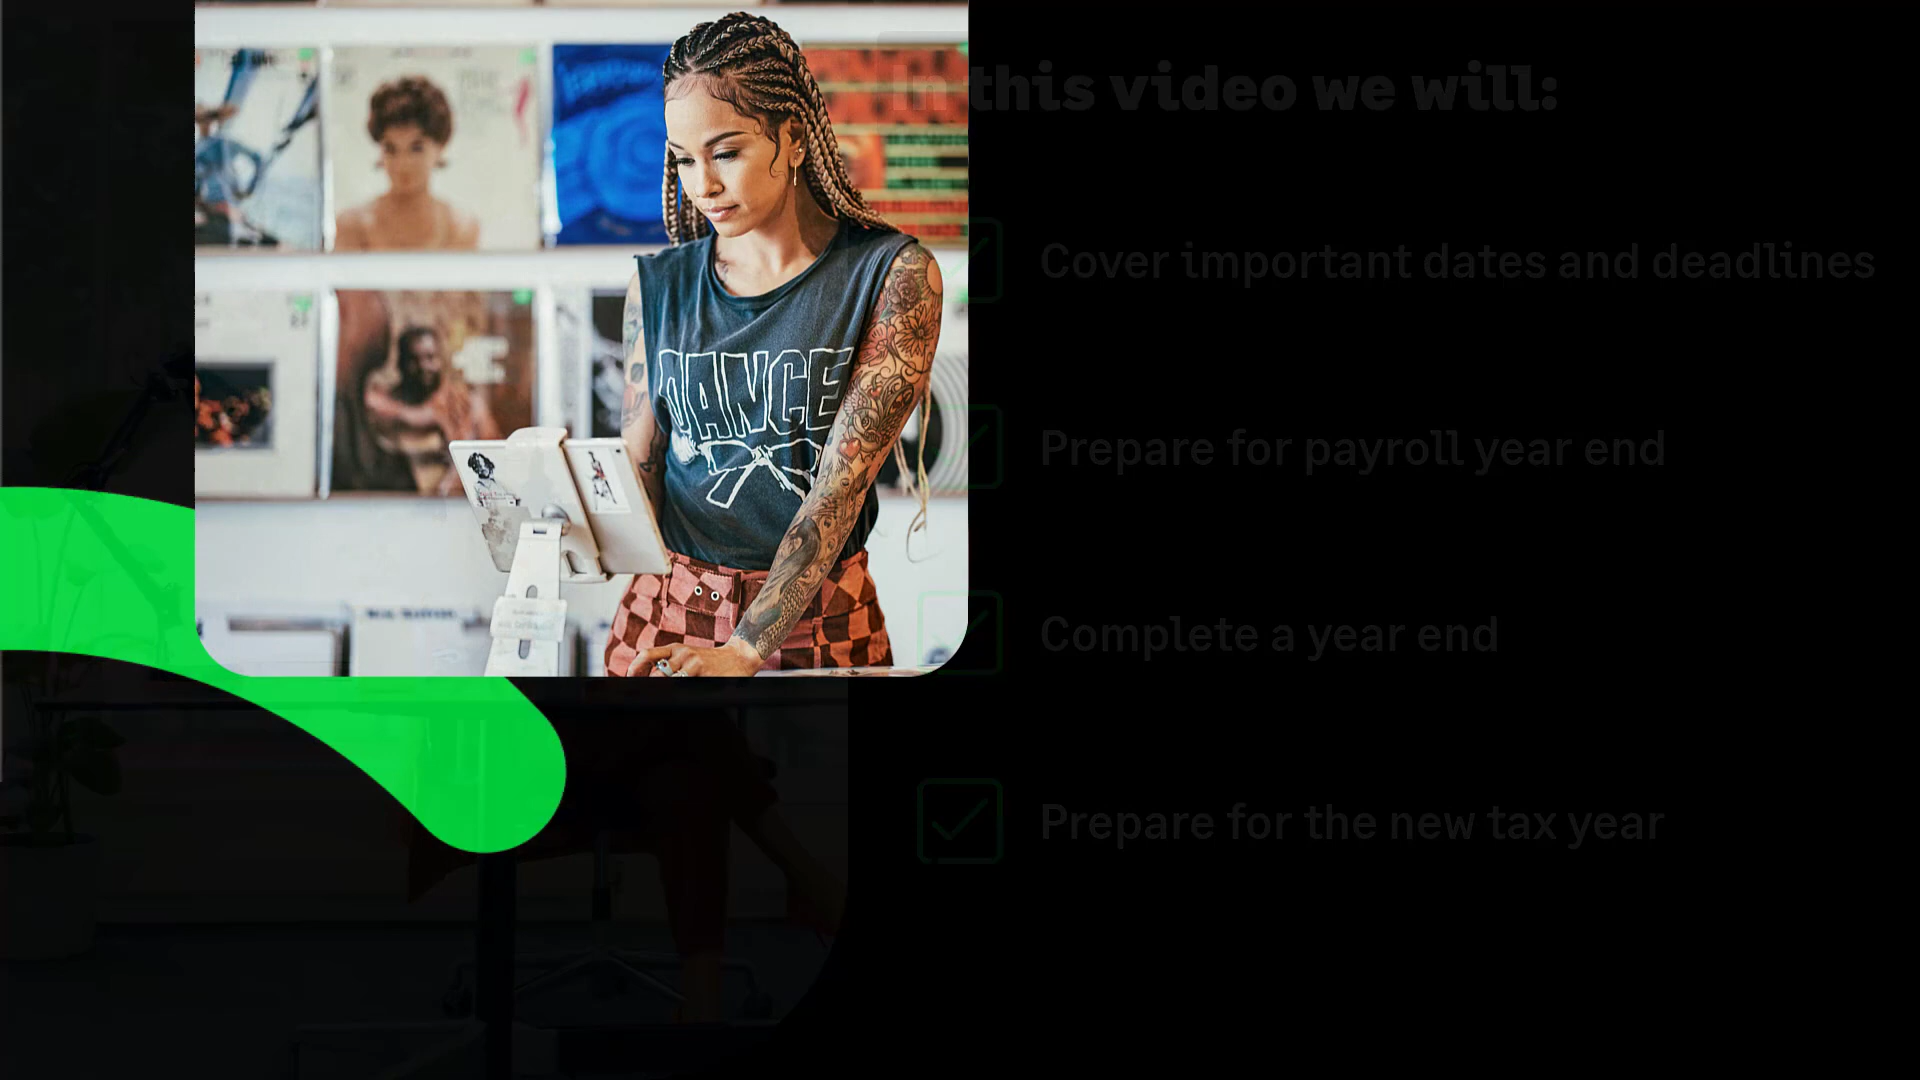 In this video we will:
Cover important dates and deadlines
Prepare for payroll year end
Complete a year end
Prepare for the new tax year
DANCE